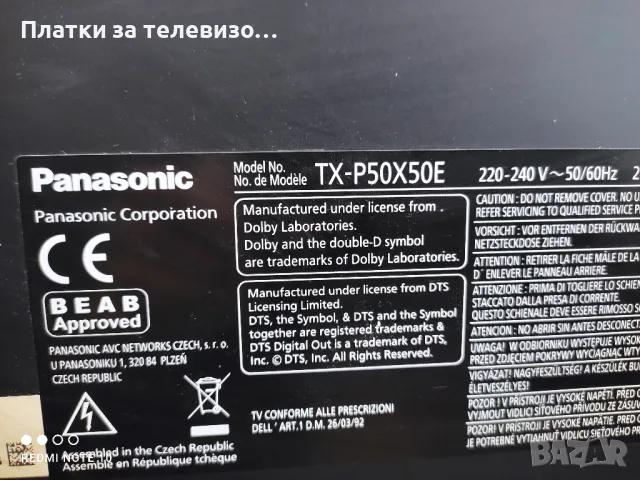 Платки за телевизо…
Panasonic
Model No.
No. de Modèle
TX-P50X50E
220-240 V ~ 50/60Hz 2
Panasonic Corporation
CE
BEAB
Approved
PANASONIC AVC NETWORKS CZECH, s. r. o.
U PANASONIKU 1, 320 84 PLZEŇ
CZECH REPUBLIC
Assembled in the Czech Republic
Assemblé en République tchèque
Manufactured under license from
Dolby Laboratories.
Dolby and the double-D symbol
are trademarks of Dolby Laboratories.
Manufactured under license from DTS
Licensing Limited.
DTS, the Symbol, & DTS and the Symbol
together are registered trademarks &
DTS Digital Out is a trademark of DTS,
Inc. © DTS, Inc. All Rights Reserved.
TV CONFORME ALLE PRESCRIZIONI
DELL' ART.1 D.M. 26/03/92
CAUTION : DO NOT REMOVE COVER. NO US
REFER SERVICING TO QUALIFIED SERVICE P
VORSICHT : VOR ENTFERNEN DER RÜCKWA
NETZSTECKDOSE ZIEHEN.
ATTENTION : RETIRER LA FICHE MÂLE DE LA
D'ENLEVER LE PANNEAU ARRIERE.
ATTENZIONE : PRIMA DI TOGLIERE LO SCHIEN
STACCATO DALLA PRESA DI CORRENTE.
QUESTO SCHIENALE DEVE ESSERE RIMOSSO
ATENCION : NO ABRIR SIN ANTES DESCONEC
UWAGA : W ODBIORNIKU WYSTĘPUJE WYSOK
PRZED ZDJĘCIEM POKRYWY WYCIĄGNAĆ W
VIGYÁZAT! NAGYFESZÜLTSÉG! A KÉSZÜLÉK BUR
ÉLETVESZÉLYES!
POZOR ! V PŘÍSTROJI JE VYSOKÉ NAPĚTÍ. PŘED O
VYJMOUT VIDLICI SÍŤOVÉHO PŘÍVODU ZE ZÁSUV
POZOR ! V PRÍSTROJI JE VYSOKÉ NAPÄTIE. PRED O
JE POTREBNÉ VYTIAHNUŤ VIDLICU SIEŤOVÉH
REDMI NOTE 10
BAZAR